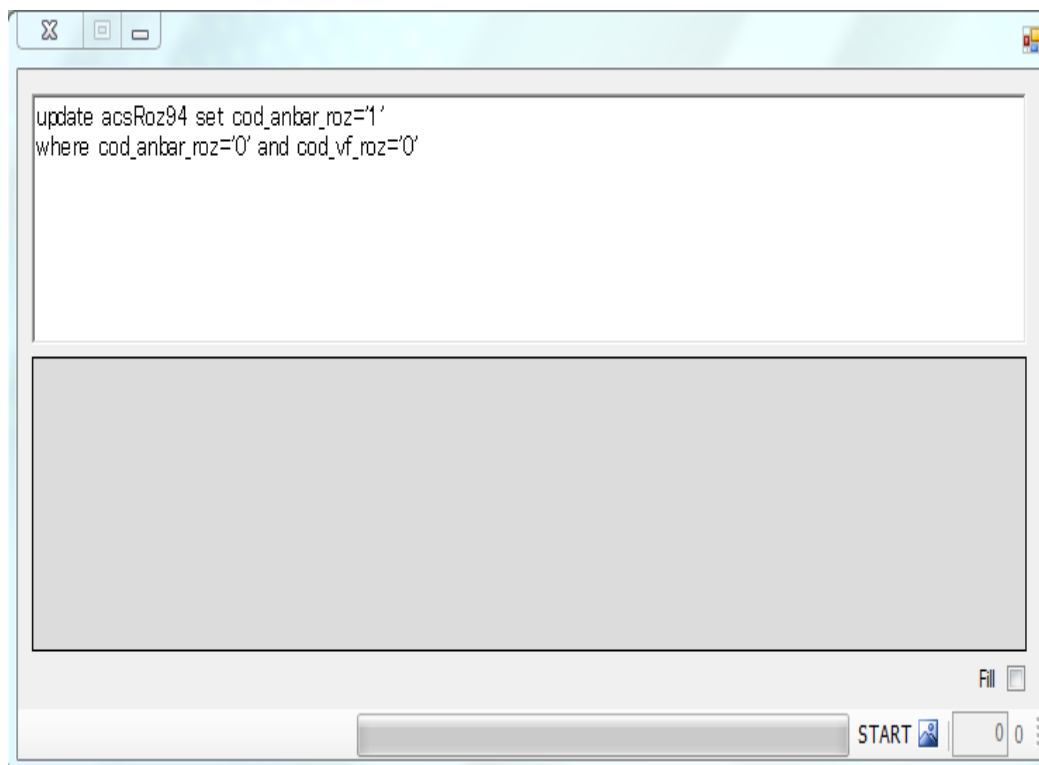 update acsRoz94 set cod_anbar_roz='1'
where cod_anbar_roz='0' and cod_vf_roz='0'
Fill
START
0
0